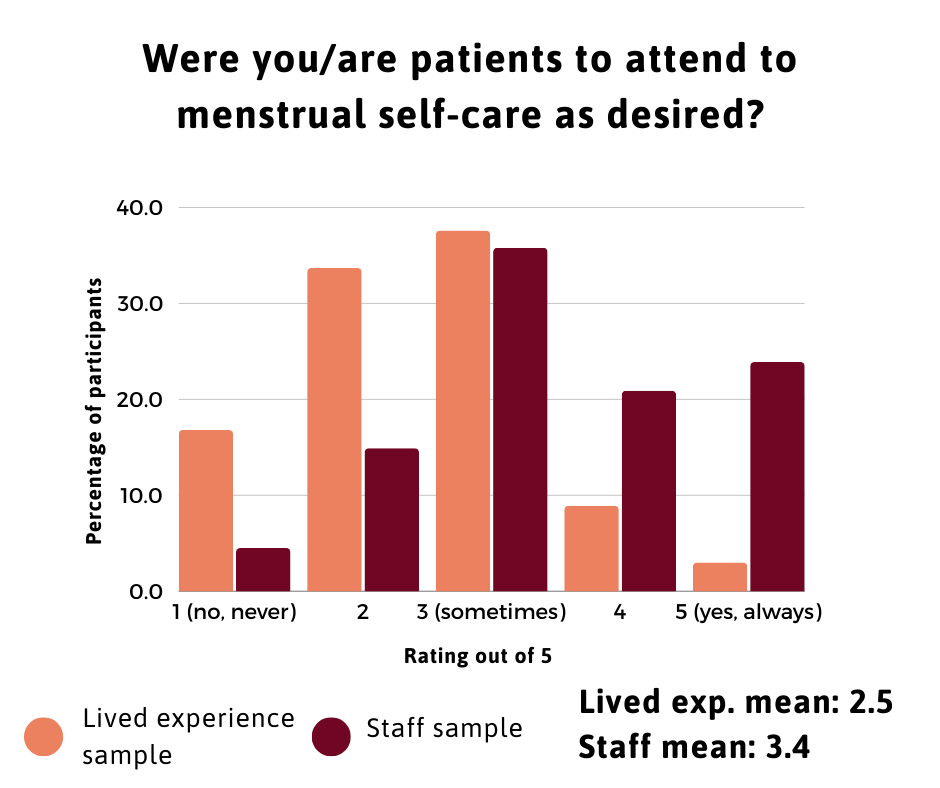 Were you/are patients to attend to
menstrual self-care as desired?
40.0
30.0
20.0
10.0
0.0
Percentage of participants
1 (no, never)
2
3 (sometimes)
4
5 (yes, always)
Rating out of 5
Lived experience
sample
Staff sample
Lived exp. mean: 2.5
Staff mean: 3.4